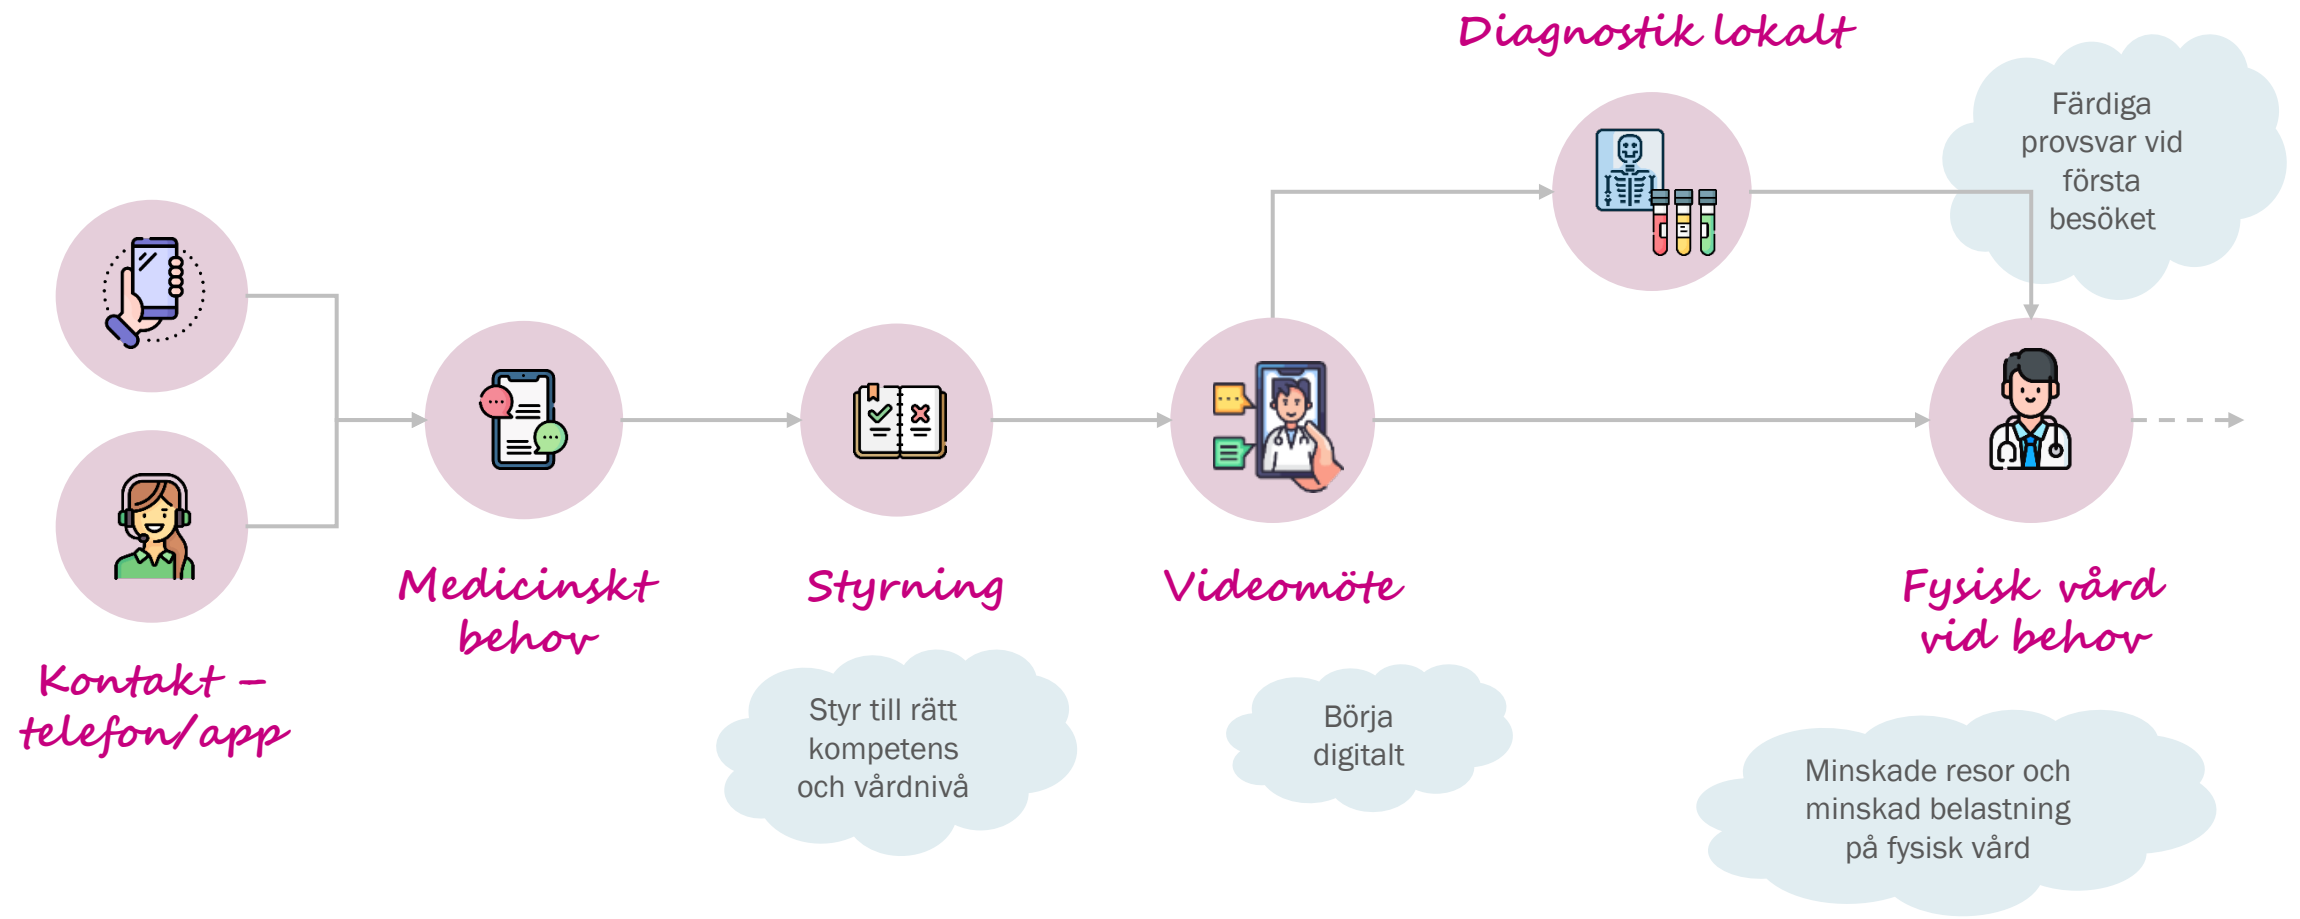 Diagnostik lokalt
Färdiga
provsvar vid
första
besöket
Kontakt –
telefon/app
Medicinskt
behov
Styrning
Styr till rätt
kompetens
och vårdnivå
Videomöte
Börja
digitalt
Fysisk vård
vid behov
Minskade resor och
minskad belastning
på fysisk vård